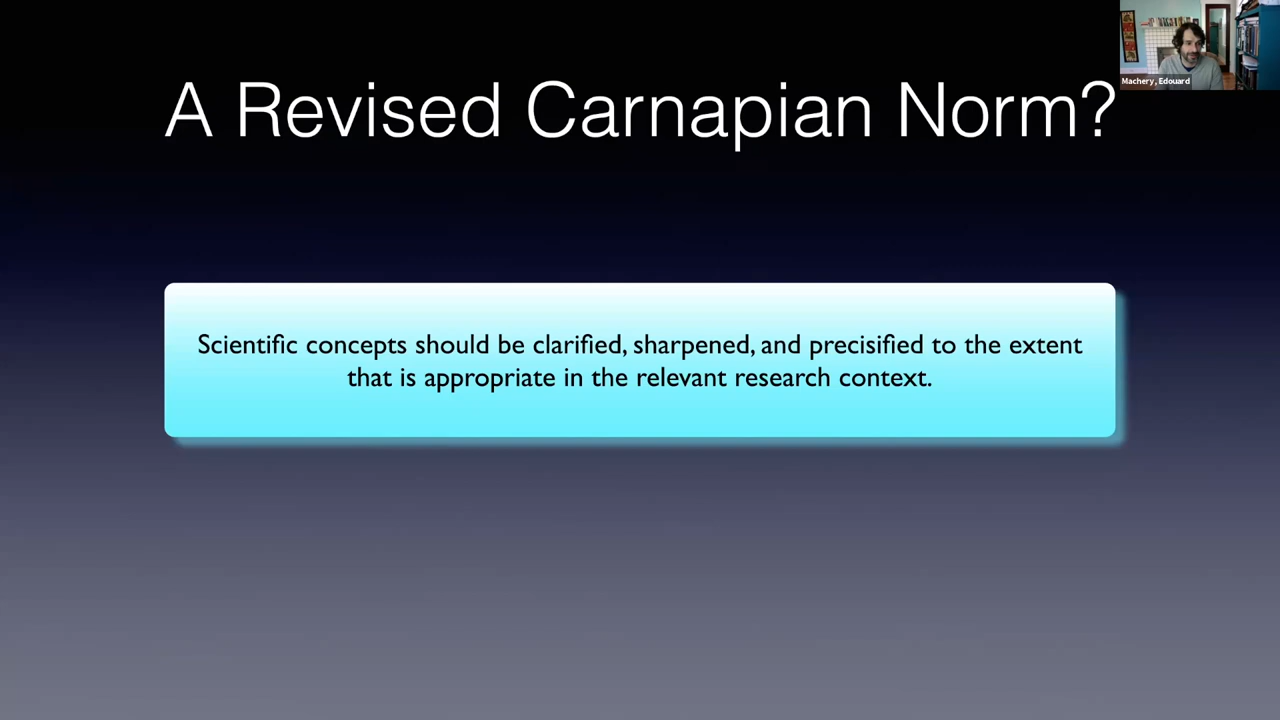 A Revised Carnapian Norm?
Machery, Edouard
Scientific concepts should be clarified, sharpened, and precisified to the extent
that is appropriate in the relevant research context.